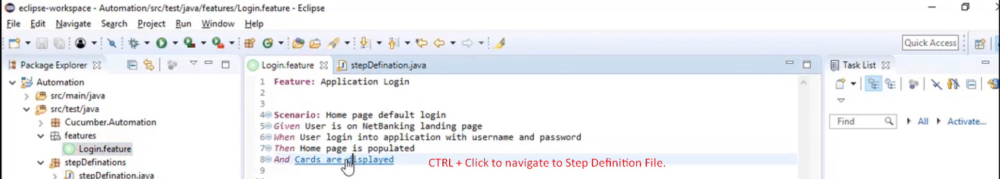 eclipse-workspace - Automation/src/test/java/features/Login.feature - Eclipse
File Edit Navigate Search Project Run Window Help
Quick Access
Package Explorer
Automation
src/main/java
src/test/java
Cucumber.Automation
features
Login.feature
stepDefinitions
stepDefination.java
Login.feature stepDefination.java
1 Feature: Application Login
2
3
4 Scenario: Home page default login
5 Given User is on NetBanking landing page
6 When User login into application with username and password
7 Then Home page is populated
8 And Cards are displayed
9
CTRL + Click to navigate to Step Definition File.
Task List
Find All Activate...